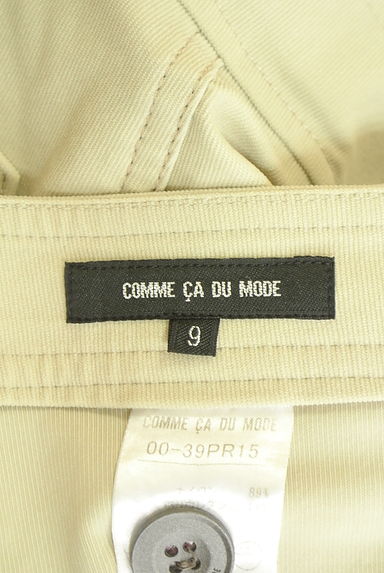 COMME ÇA DU MODE
9
COMME ÇA DU MODE
00-39PR15